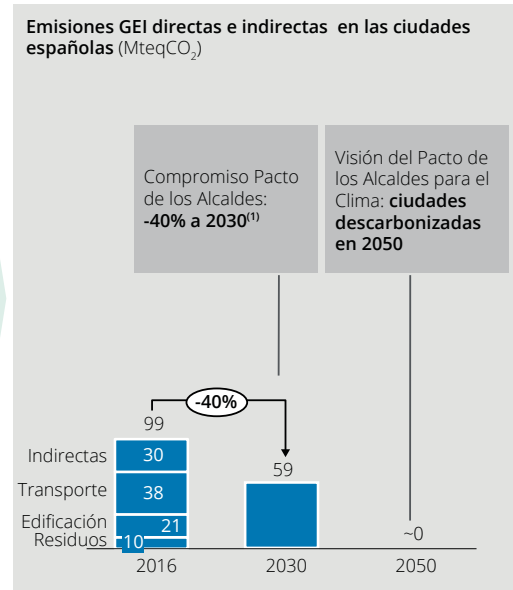 Emisiones GEI directas e indirectas en las ciudades
españolas (MteqCO₂)
Compromiso Pacto
de los Alcaldes:
-40% a 2030⁽¹⁾
Visión del Pacto de
los Alcaldes para el
Clima: ciudades
descarbonizadas
en 2050
-40%
99
Indirectas 30
Transporte 38
59
Edificación 21
Residuos 10
~0
2016 2030 2050